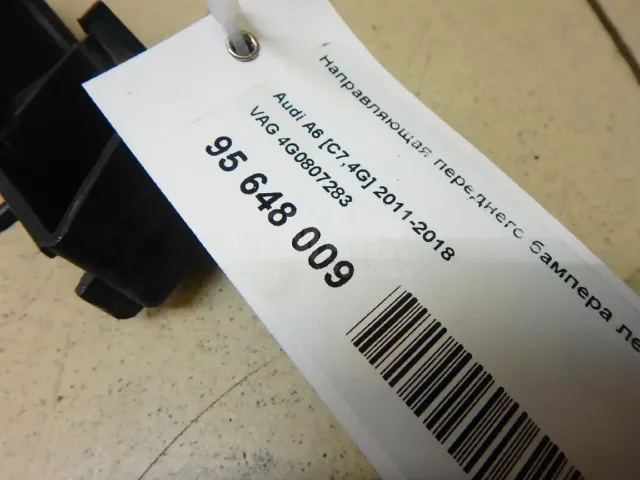 Направляющая переднего бампера ле
Audi A6 [C7,4G] 2011-2018
VAG 4G0807283
95 648 009